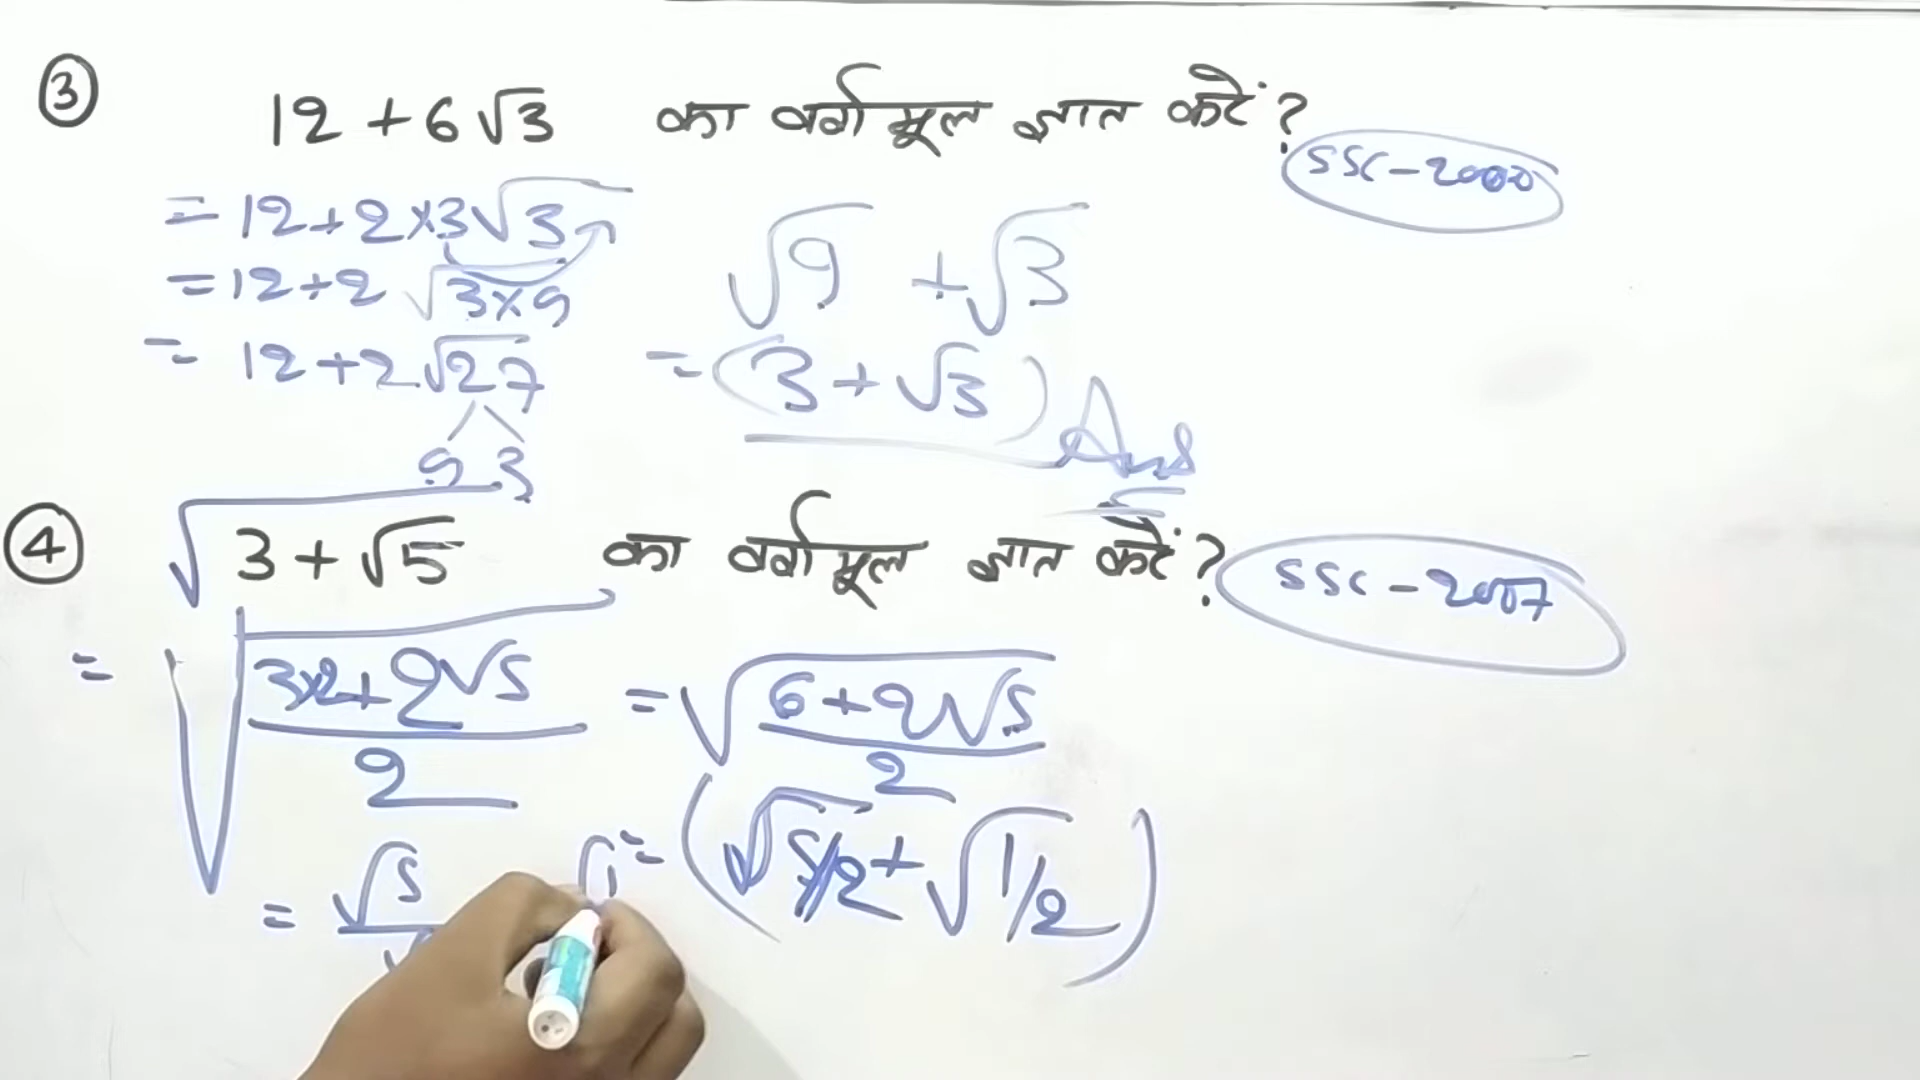 ③ 12 + 6√3 का वर्गमूल ज्ञात करें?
SSC - 2000
= 12 + 2×3√3
= 12 + 2 √3×9
= 12 + 2√27
9 3
√9 + √3
= (3 + √3) Ans
④ √3 + √5 का वर्गमूल ज्ञात करें?
SSC - 2007
= √3×2+2√5/2 = √6+2√5/2
= (√5/2 + √1/2)
= √5 √1